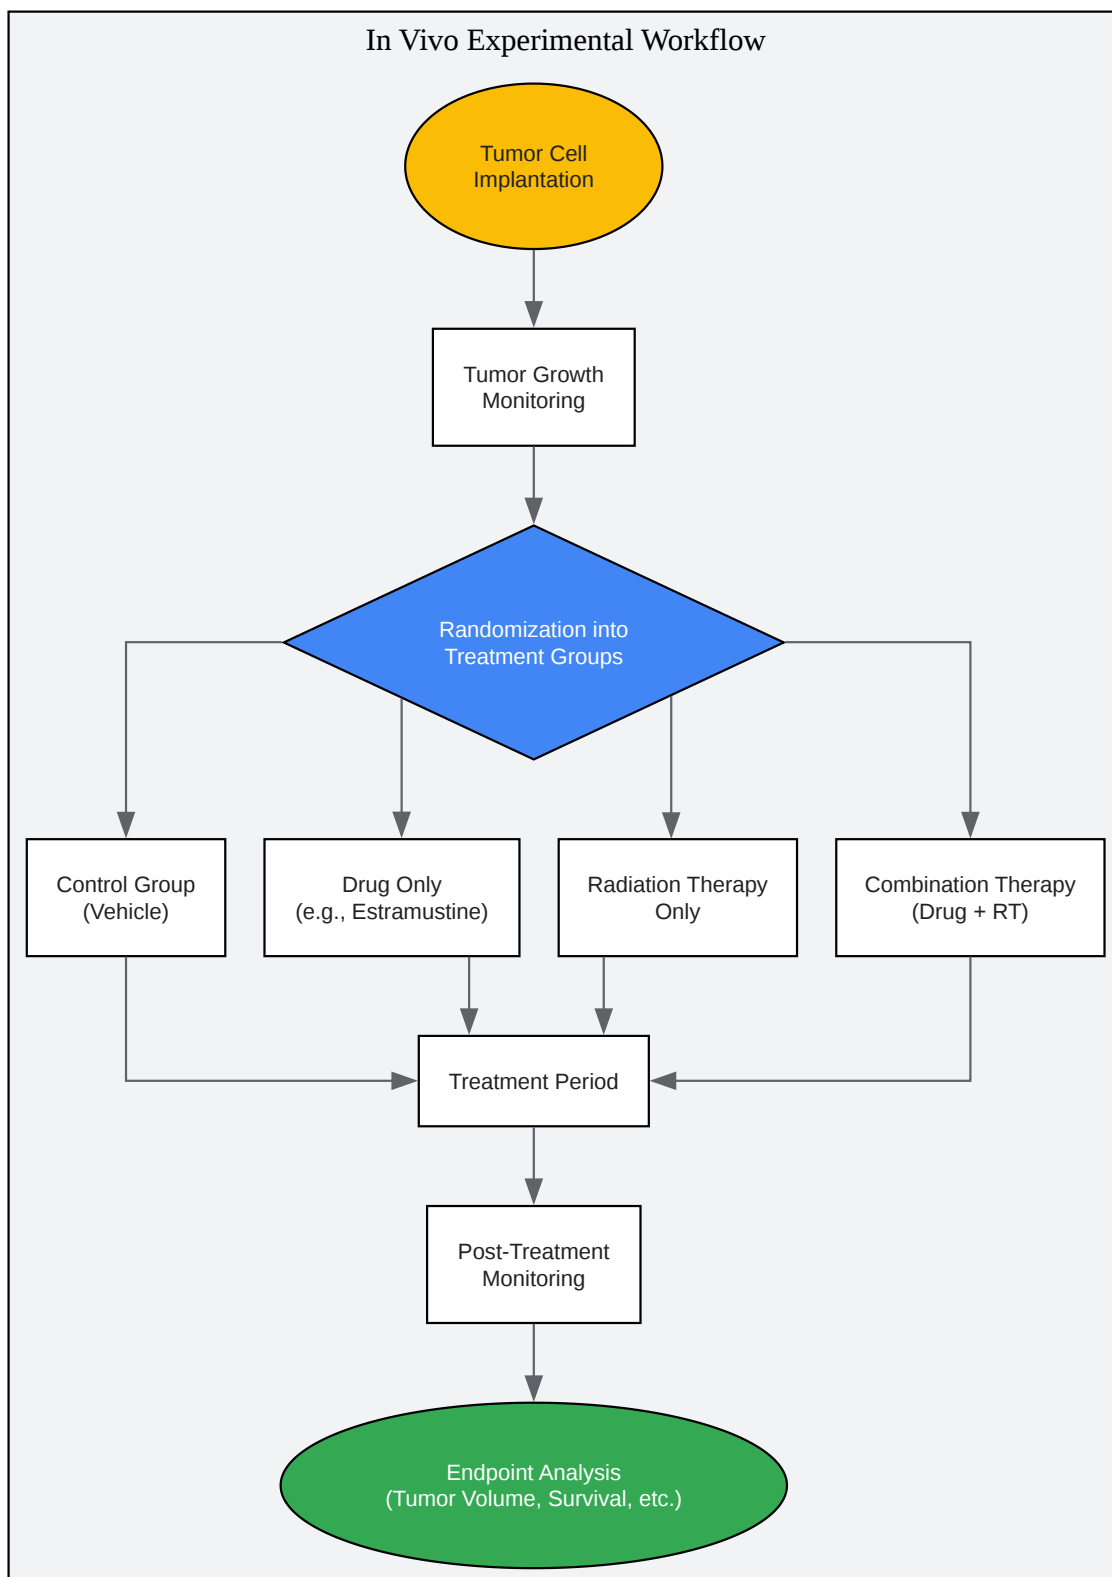 In Vivo Experimental Workflow
Tumor Cell
Implantation
Tumor Growth
Monitoring
Randomization into
Treatment Groups
Control Group
(Vehicle)
Drug Only
(e.g., Estramustine)
Radiation Therapy
Only
Combination Therapy
(Drug + RT)
Treatment Period
Post-Treatment
Monitoring
Endpoint Analysis
(Tumor Volume, Survival, etc.)